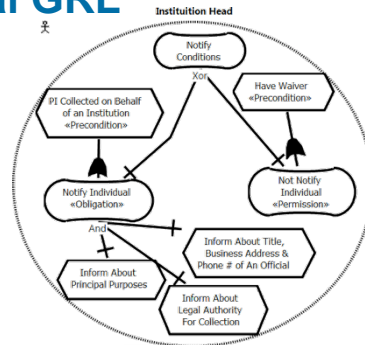 al GRL
Instituition Head
Notify
Conditions
Xor
Have Waiver
«Precondition»
PI Collected on Behalf
of an Institution
«Precondition»
Notify Individual
«Obligation»
Not Notify
Individual
«Permission»
And
Inform About Title,
Business Address &
Phone # of An Official
Inform About
Principal Purposes
Inform About
Legal Authority
For Collection